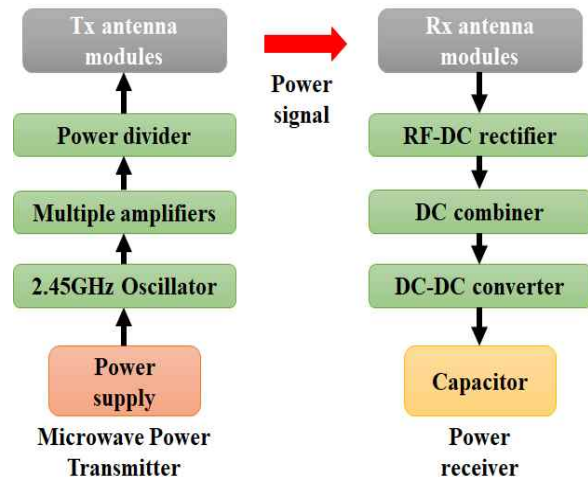 Tx antenna
modules
Power divider
Multiple amplifiers
2.45GHz Oscillator
Power
supply
Microwave Power
Transmitter
Power
signal
Rx antenna
modules
RF-DC rectifier
DC combiner
DC-DC converter
Capacitor
Power
receiver